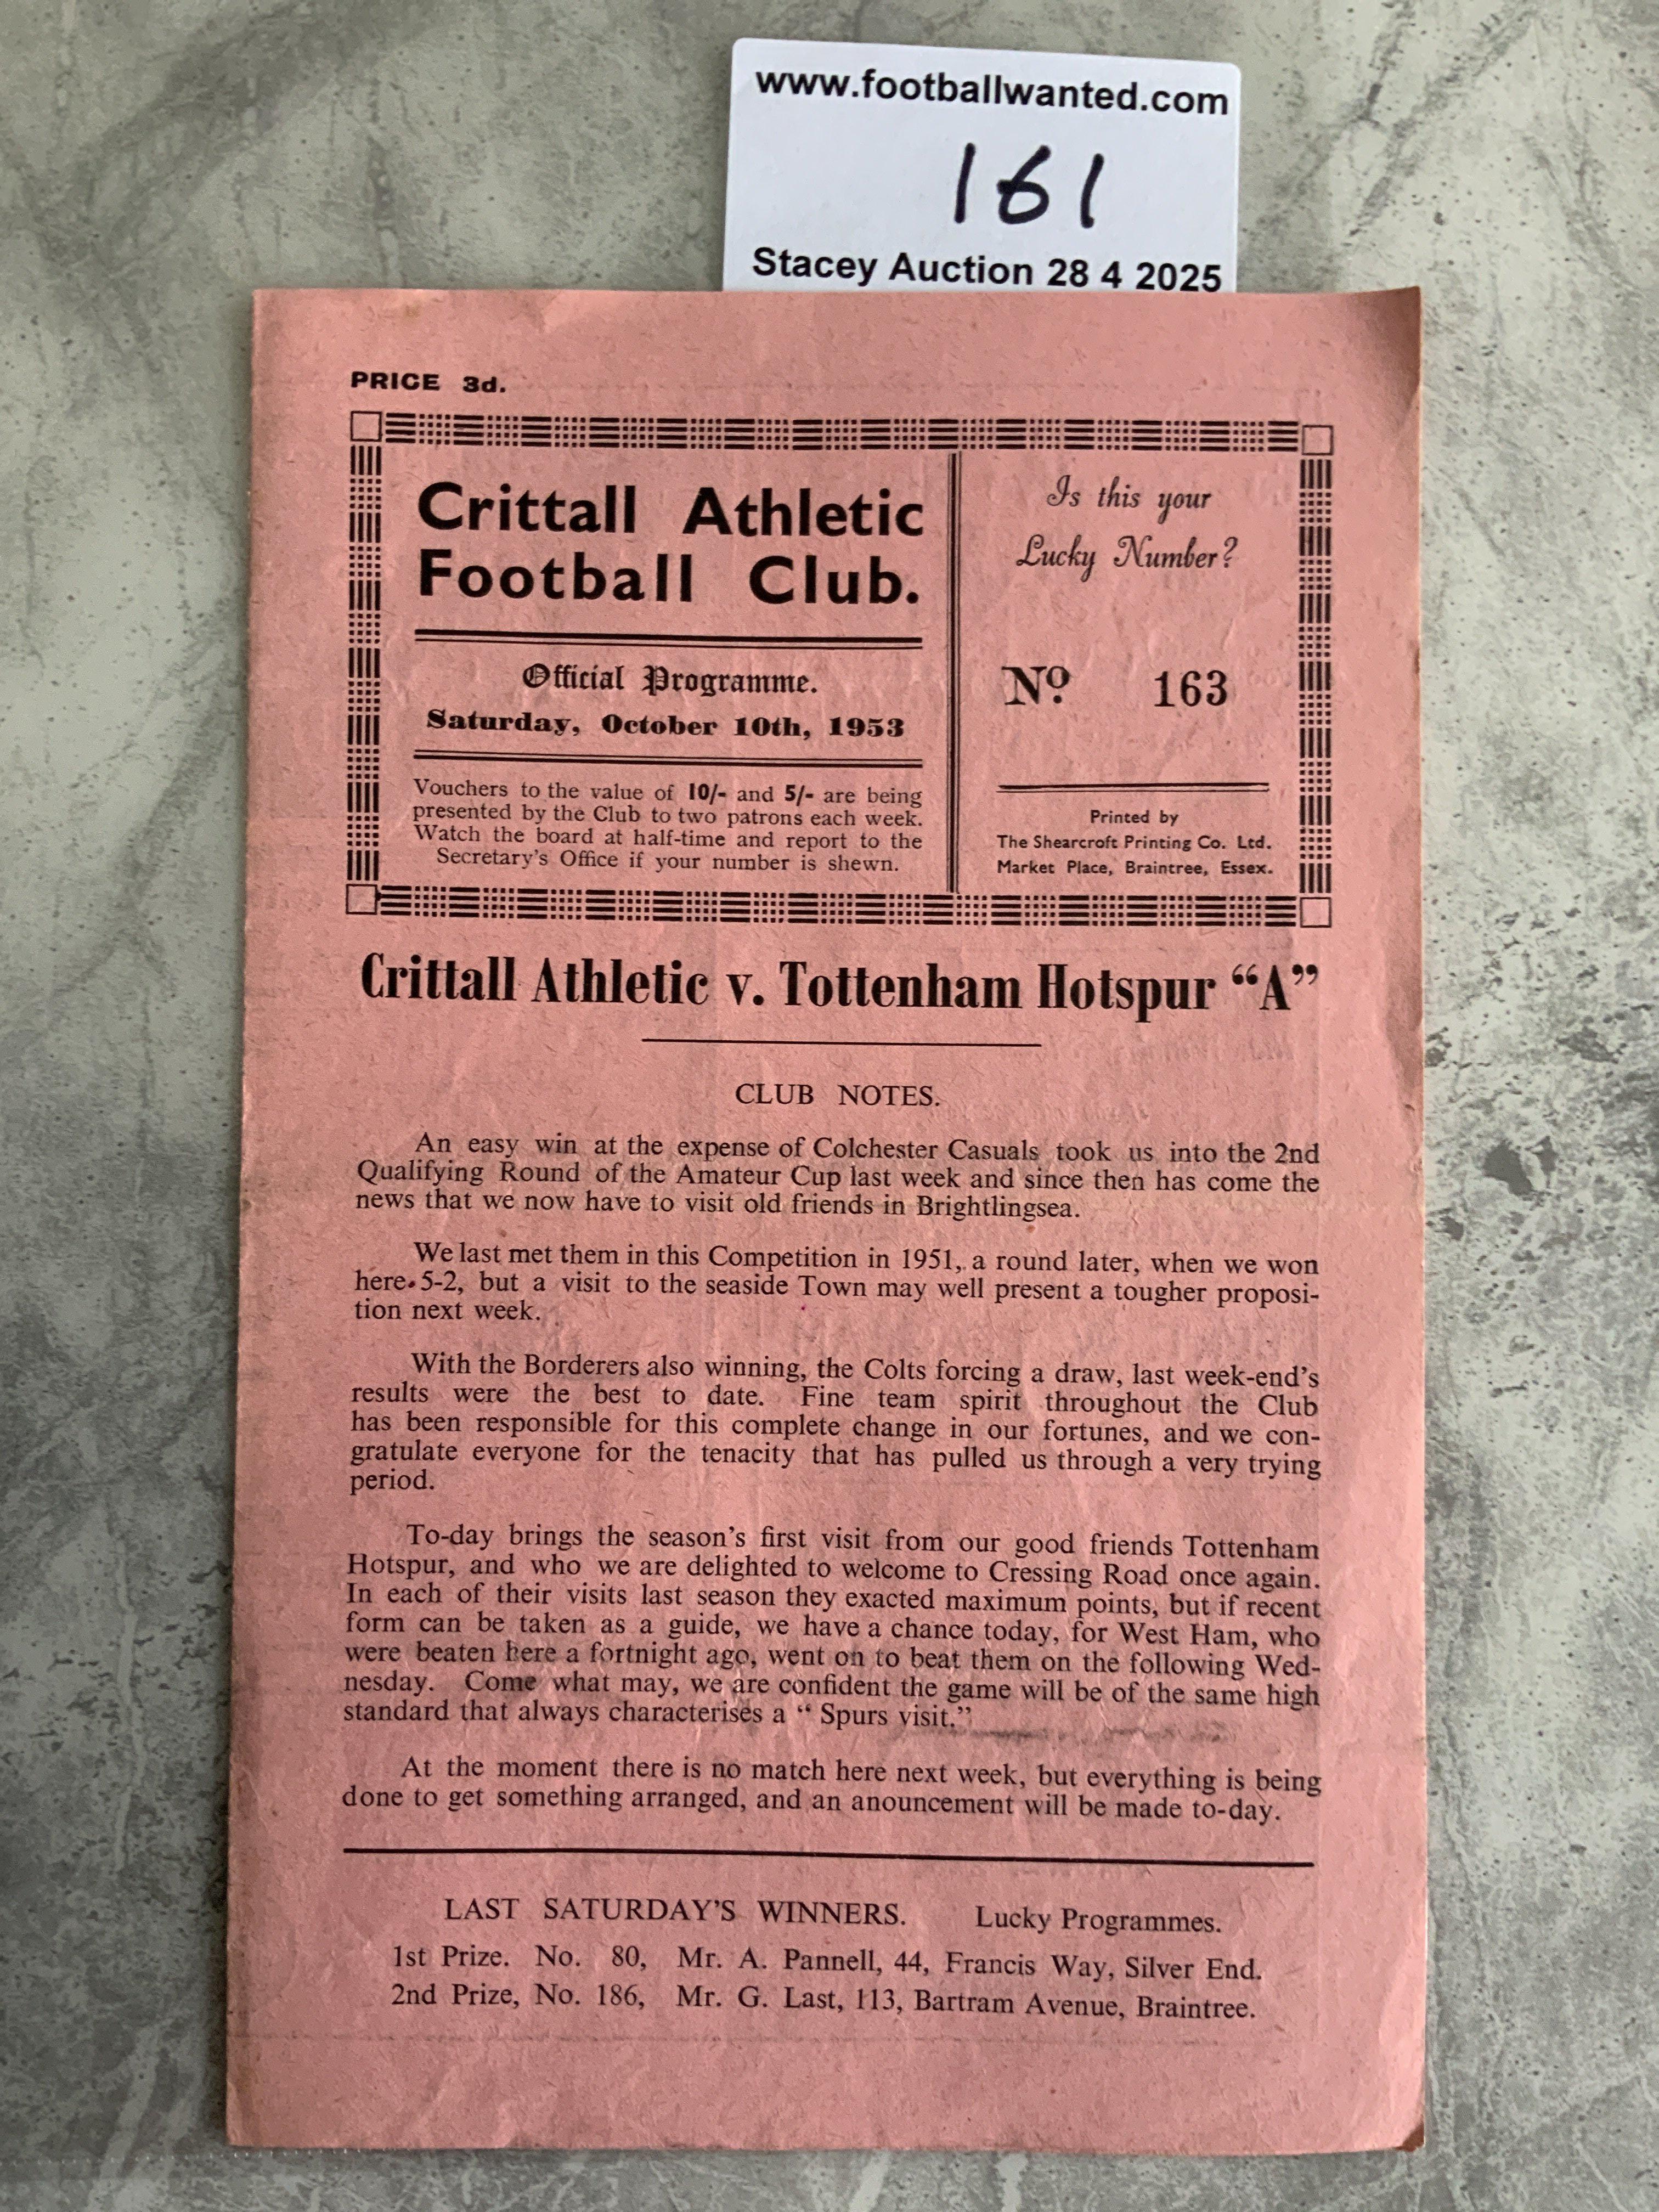 www.footballwanted.com
161
Stacey Auction 28 4 2025
PRICE 3d.
Crittall Athletic
Football Club.
Official Programme.
Saturday, October 10th, 1953
Vouchers to the value of 10/- and 5/- are being
presented by the Club to two patrons each week.
Watch the board at half-time and report to the
Secretary's Office if your number is shewn.
Is this your
Lucky Number?
No. 163
Printed by
The Shearcroft Printing Co. Ltd.
Market Place, Braintree, Essex.
Crittall Athletic v. Tottenham Hotspur "A"
CLUB NOTES.
An easy win at the expense of Colchester Casuals took us into the 2nd
Qualifying Round of the Amateur Cup last week and since then has come the
news that we now have to visit old friends in Brightlingsea.
We last met them in this Competition in 1951, a round later, when we won
here 5-2, but a visit to the seaside Town may well present a tougher proposi-
tion next week.
With the Borderers also winning, the Colts forcing a draw, last week-end's
results were the best to date. Fine team spirit throughout the Club
has been responsible for this complete change in our fortunes, and we con-
gratulate everyone for the tenacity that has pulled us through a very trying
period.
To-day brings the season's first visit from our good friends Tottenham
Hotspur, and who we are delighted to welcome to Cressing Road once again.
In each of their visits last season they exacted maximum points, but if recent
form can be taken as a guide, we have a chance today, for West Ham, who
were beaten here a fortnight ago, went on to beat them on the following Wed-
nesday. Come what may, we are confident the game will be of the same high
standard that always characterises a " Spurs visit."
At the moment there is no match here next week, but everything is being
done to get something arranged, and an anouncement will be made to-day.
LAST SATURDAY'S WINNERS. Lucky Programmes.
1st Prize. No. 80, Mr. A. Pannell, 44, Francis Way, Silver End.
2nd Prize, No. 186, Mr. G. Last, 113, Bartram Avenue, Braintree.